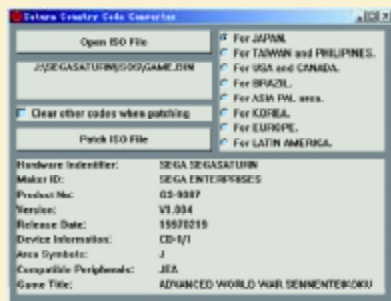 Saturn Country Code Converter
Open ISO File
J:\SEGASATURN\SOS\GAME.BIN
Clear other codes when patching
Patch ISO File
For JAPAN.
For TAIWAN and PHILIPINES.
For USA and CANADA.
For BRAZIL.
For ASIA PAL area.
For KOREA.
For EUROPE.
For LATIN AMERIKA.
Hardware Indentifier: SEGA SEGASATURN
Maker ID: SEGA ENTERPRISES
Product No: GS-9087
Version: V1.004
Release Date: 19970219
Device Information: CD-1/1
Area Symbols: J
Compatible Peripherals: JEA
Game Title: ADVANCED WORLD WAR SENNENTEIKOKU